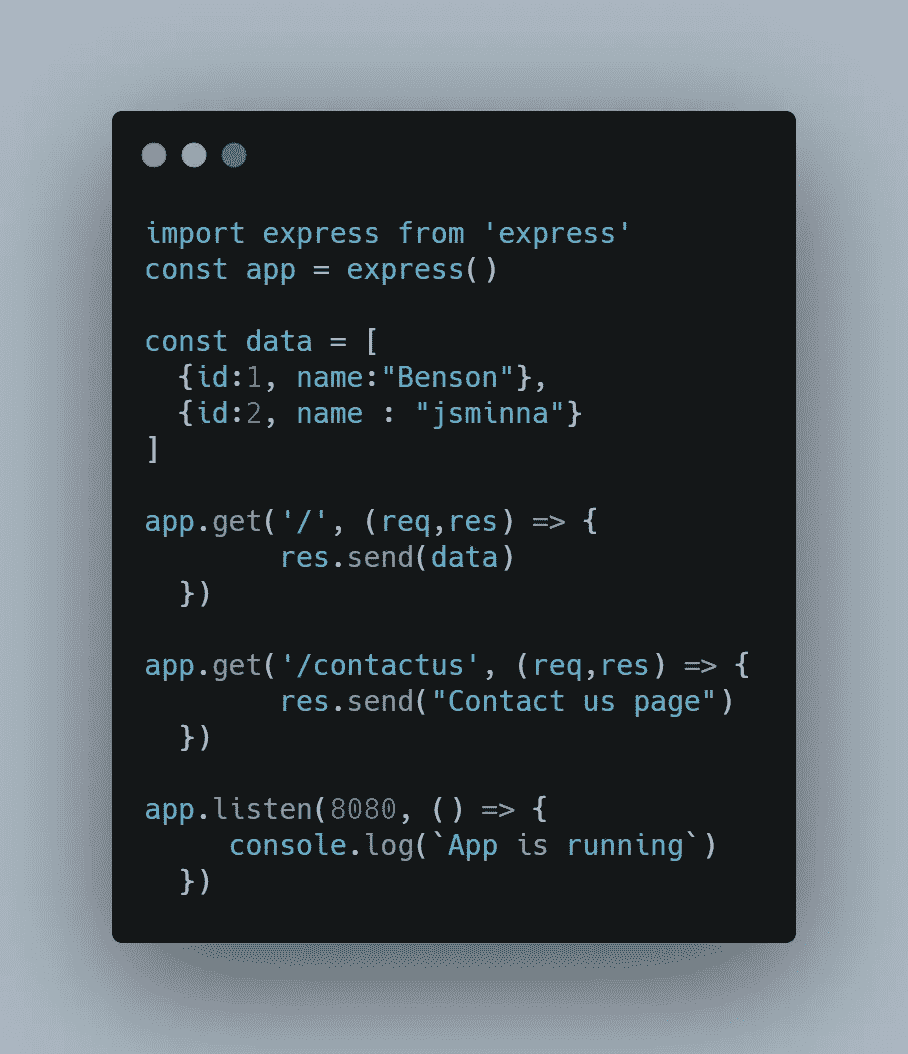 import express from 'express'
const app = express()
const data = [
  {id:1, name:"Benson"},
  {id:2, name : "jsminna"}
]
app.get('/', (req,res) => {
        res.send(data)
  })
app.get('/contactus', (req,res) => {
        res.send("Contact us page")
  })
app.listen(8080, () => {
     console.log(`App is running`)
  })